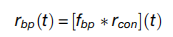 r_bp(t) = [f_bp * r_con](t)